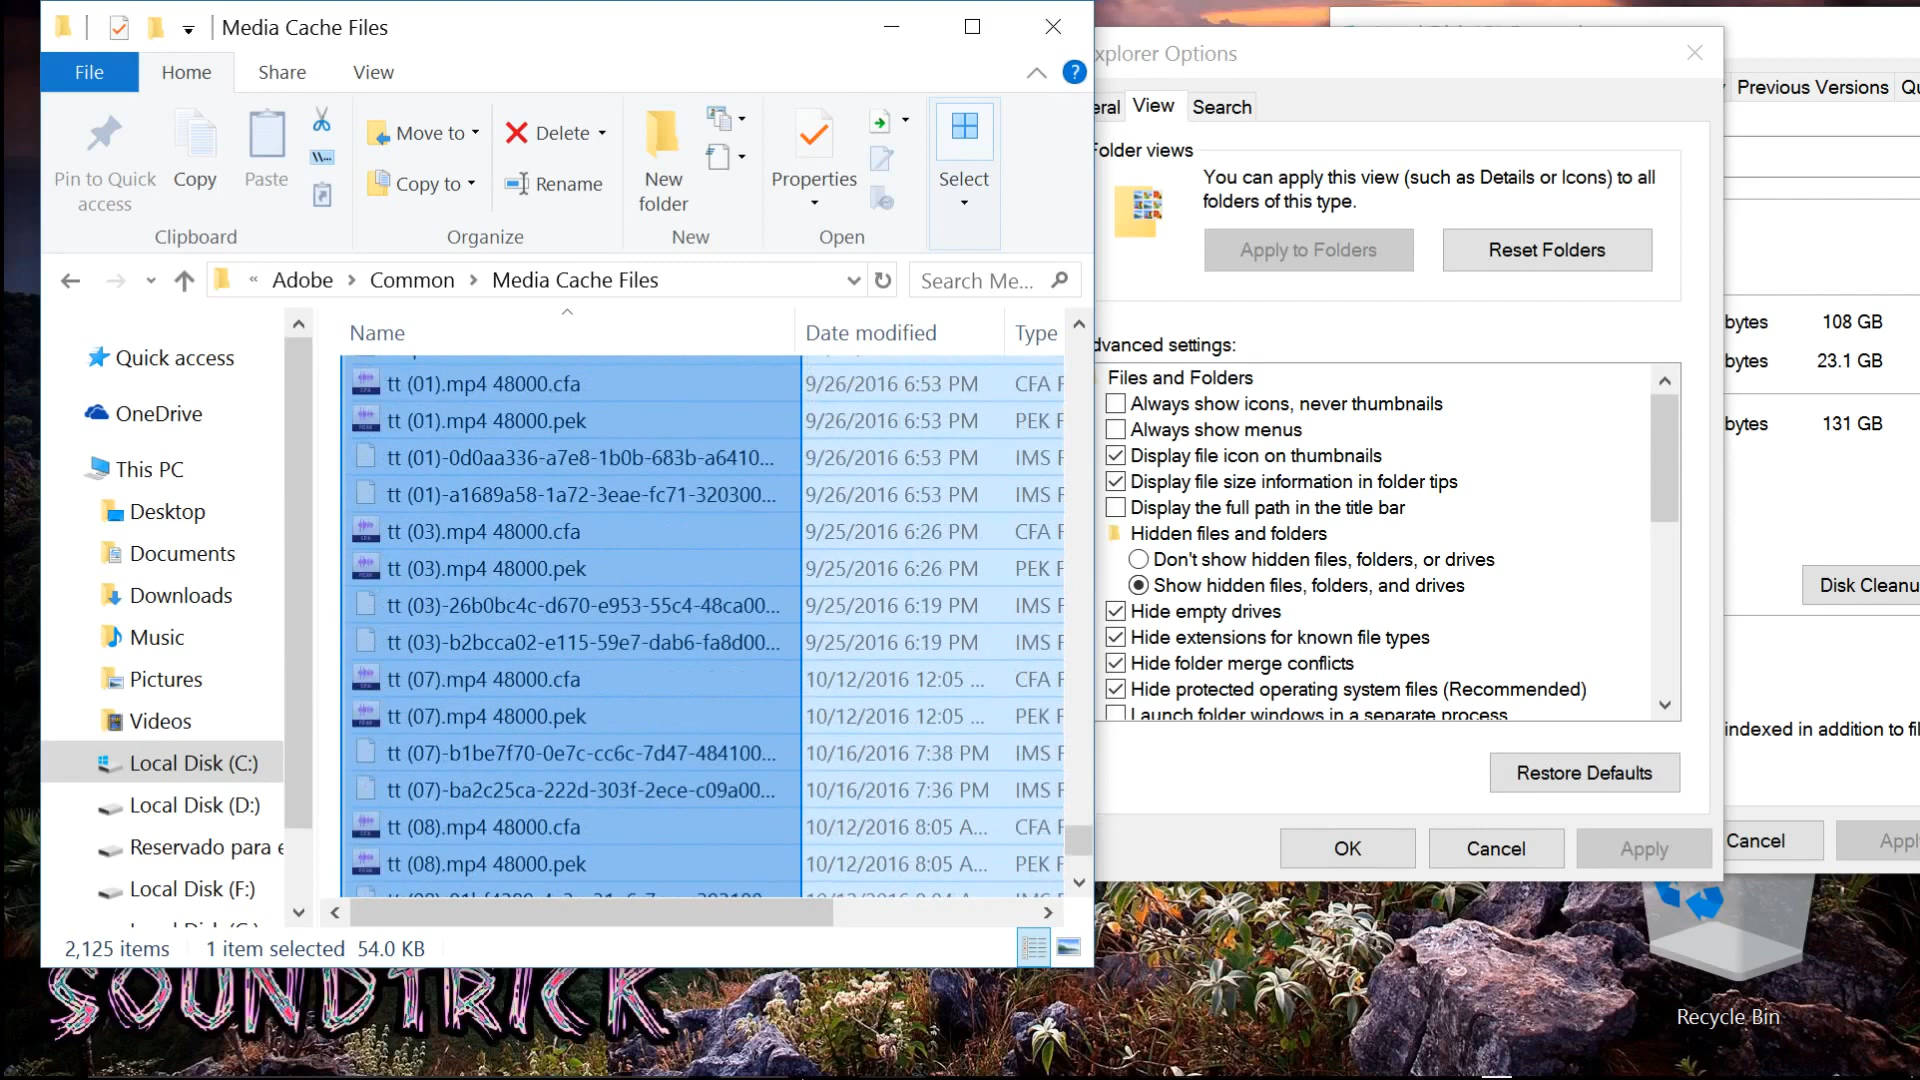 Media Cache Files
File Home Share View
Pin to Quick access
Copy
Paste
Move to
Copy to
Delete
Rename
New folder
Properties
Select
Clipboard Organize New Open
« Adobe > Common > Media Cache Files
Search Me...
Name Date modified Type
tt (01).mp4 48000.cfa 9/26/2016 6:53 PM CFA F
tt (01).mp4 48000.pek 9/26/2016 6:53 PM PEK F
tt (01)-0d0aa336-a7e8-1b0b-683b-a6410... 9/26/2016 6:53 PM IMS F
tt (01)-a1689a58-1a72-3eae-fc71-320300... 9/26/2016 6:53 PM IMS F
tt (03).mp4 48000.cfa 9/25/2016 6:26 PM CFA F
tt (03).mp4 48000.pek 9/25/2016 6:26 PM PEK F
tt (03)-26b0bc4c-d670-e953-55c4-48ca00... 9/25/2016 6:19 PM IMS F
tt (03)-b2bcca02-e115-59e7-dab6-fa8d00... 9/25/2016 6:19 PM IMS F
tt (07).mp4 48000.cfa 10/12/2016 12:05 ... CFA F
tt (07).mp4 48000.pek 10/12/2016 12:05 ... PEK F
tt (07)-b1be7f70-0e7c-cc6c-7d47-484100... 10/16/2016 7:38 PM IMS F
tt (07)-ba2c25ca-222d-303f-2ece-c09a00... 10/16/2016 7:36 PM IMS F
tt (08).mp4 48000.cfa 10/12/2016 8:05 A... CFA F
tt (08).mp4 48000.pek 10/12/2016 8:05 A... PEK F
Quick access
OneDrive
This PC
Desktop
Documents
Downloads
Music
Pictures
Videos
Local Disk (C:)
Local Disk (D:)
Reservado para e
Local Disk (F:)
2,125 items 1 item selected 54.0 KB
xplorer Options
eral View Search
Folder views
You can apply this view (such as Details or Icons) to all
folders of this type.
Apply to Folders Reset Folders
dvanced settings:
Files and Folders
Always show icons, never thumbnails
Always show menus
Display file icon on thumbnails
Display file size information in folder tips
Display the full path in the title bar
Hidden files and folders
Don't show hidden files, folders, or drives
Show hidden files, folders, and drives
Hide empty drives
Hide extensions for known file types
Hide folder merge conflicts
Hide protected operating system files (Recommended)
Launch folder windows in a separate process
Restore Defaults
OK Cancel Apply
Previous Versions Qu
bytes 108 GB
bytes 23.1 GB
bytes 131 GB
Disk Cleanu
indexed in addition to fil
Cancel Apply
Recycle Bin
SOUNDTRICK